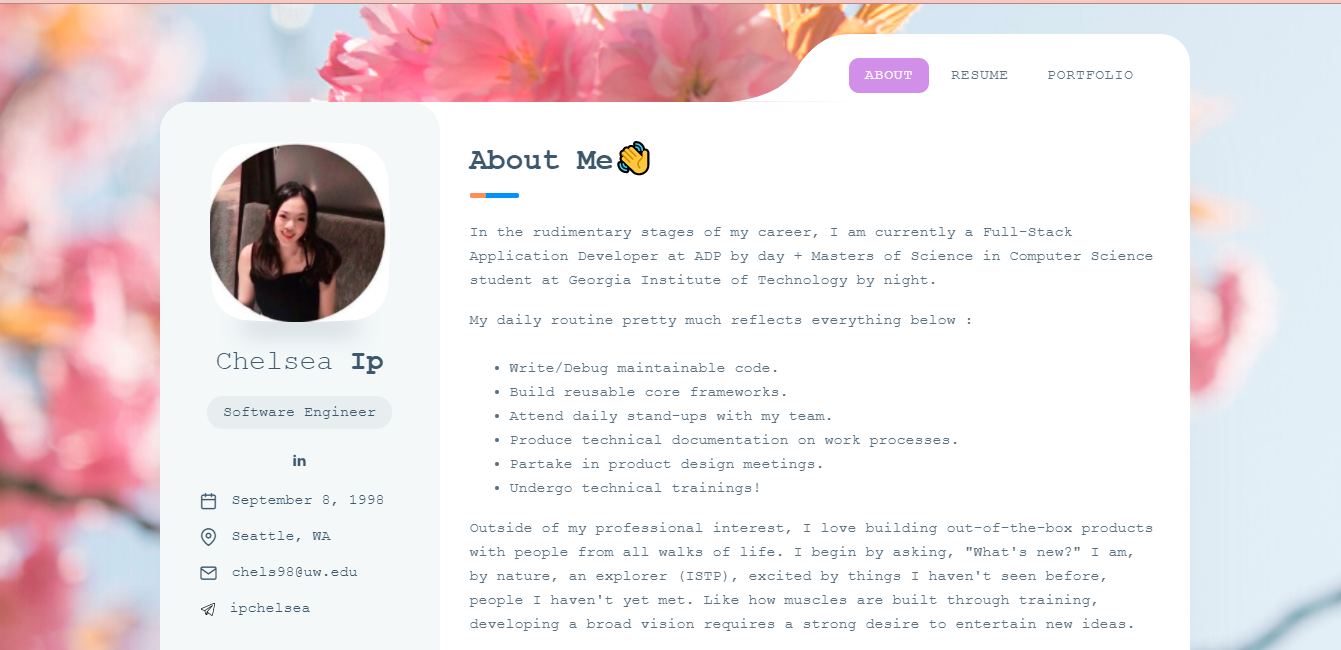 ABOUT RESUME PORTFOLIO
About Me
In the rudimentary stages of my career, I am currently a Full-Stack
Application Developer at ADP by day + Masters of Science in Computer Science
student at Georgia Institute of Technology by night.
My daily routine pretty much reflects everything below :
• Write/Debug maintainable code.
• Build reusable core frameworks.
• Attend daily stand-ups with my team.
• Produce technical documentation on work processes.
• Partake in product design meetings.
• Undergo technical trainings!
Outside of my professional interest, I love building out-of-the-box products
with people from all walks of life. I begin by asking, "What's new?" I am,
by nature, an explorer (ISTP), excited by things I haven't seen before,
people I haven't yet met. Like how muscles are built through training,
developing a broad vision requires a strong desire to entertain new ideas.
Chelsea Ip
Software Engineer
in
September 8, 1998
Seattle, WA
chels98@uw.edu
ipchelsea